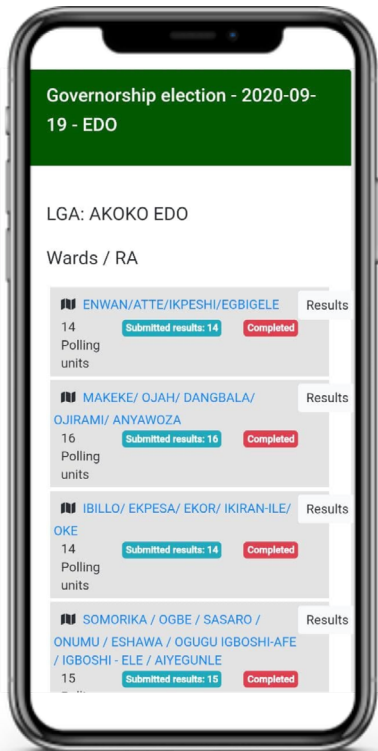 Governorship election - 2020-09-
19 - EDO
LGA: AKOKO EDO
Wards / RA
ENWAN/ATTE/IKPESHI/EGBIGELE Results
14 Submitted results: 14 Completed
Polling
units
MAKEKE/ OJAH/ DANGBALA/ Results
OJIRAMI/ ANYAWOZA
16 Submitted results: 16 Completed
Polling
units
IBILLO/ EKPESA/ EKOR/ IKIRAN-ILE/ Results
OKE
14 Submitted results: 14 Completed
Polling
units
SOMORIKA / OGBE / SASARO / Results
ONUMU / ESHAWA / OGUGU IGBOSHI-AFE
/ IGBOSHI - ELE / AIYEGUNLE
15 Submitted results: 15 Completed